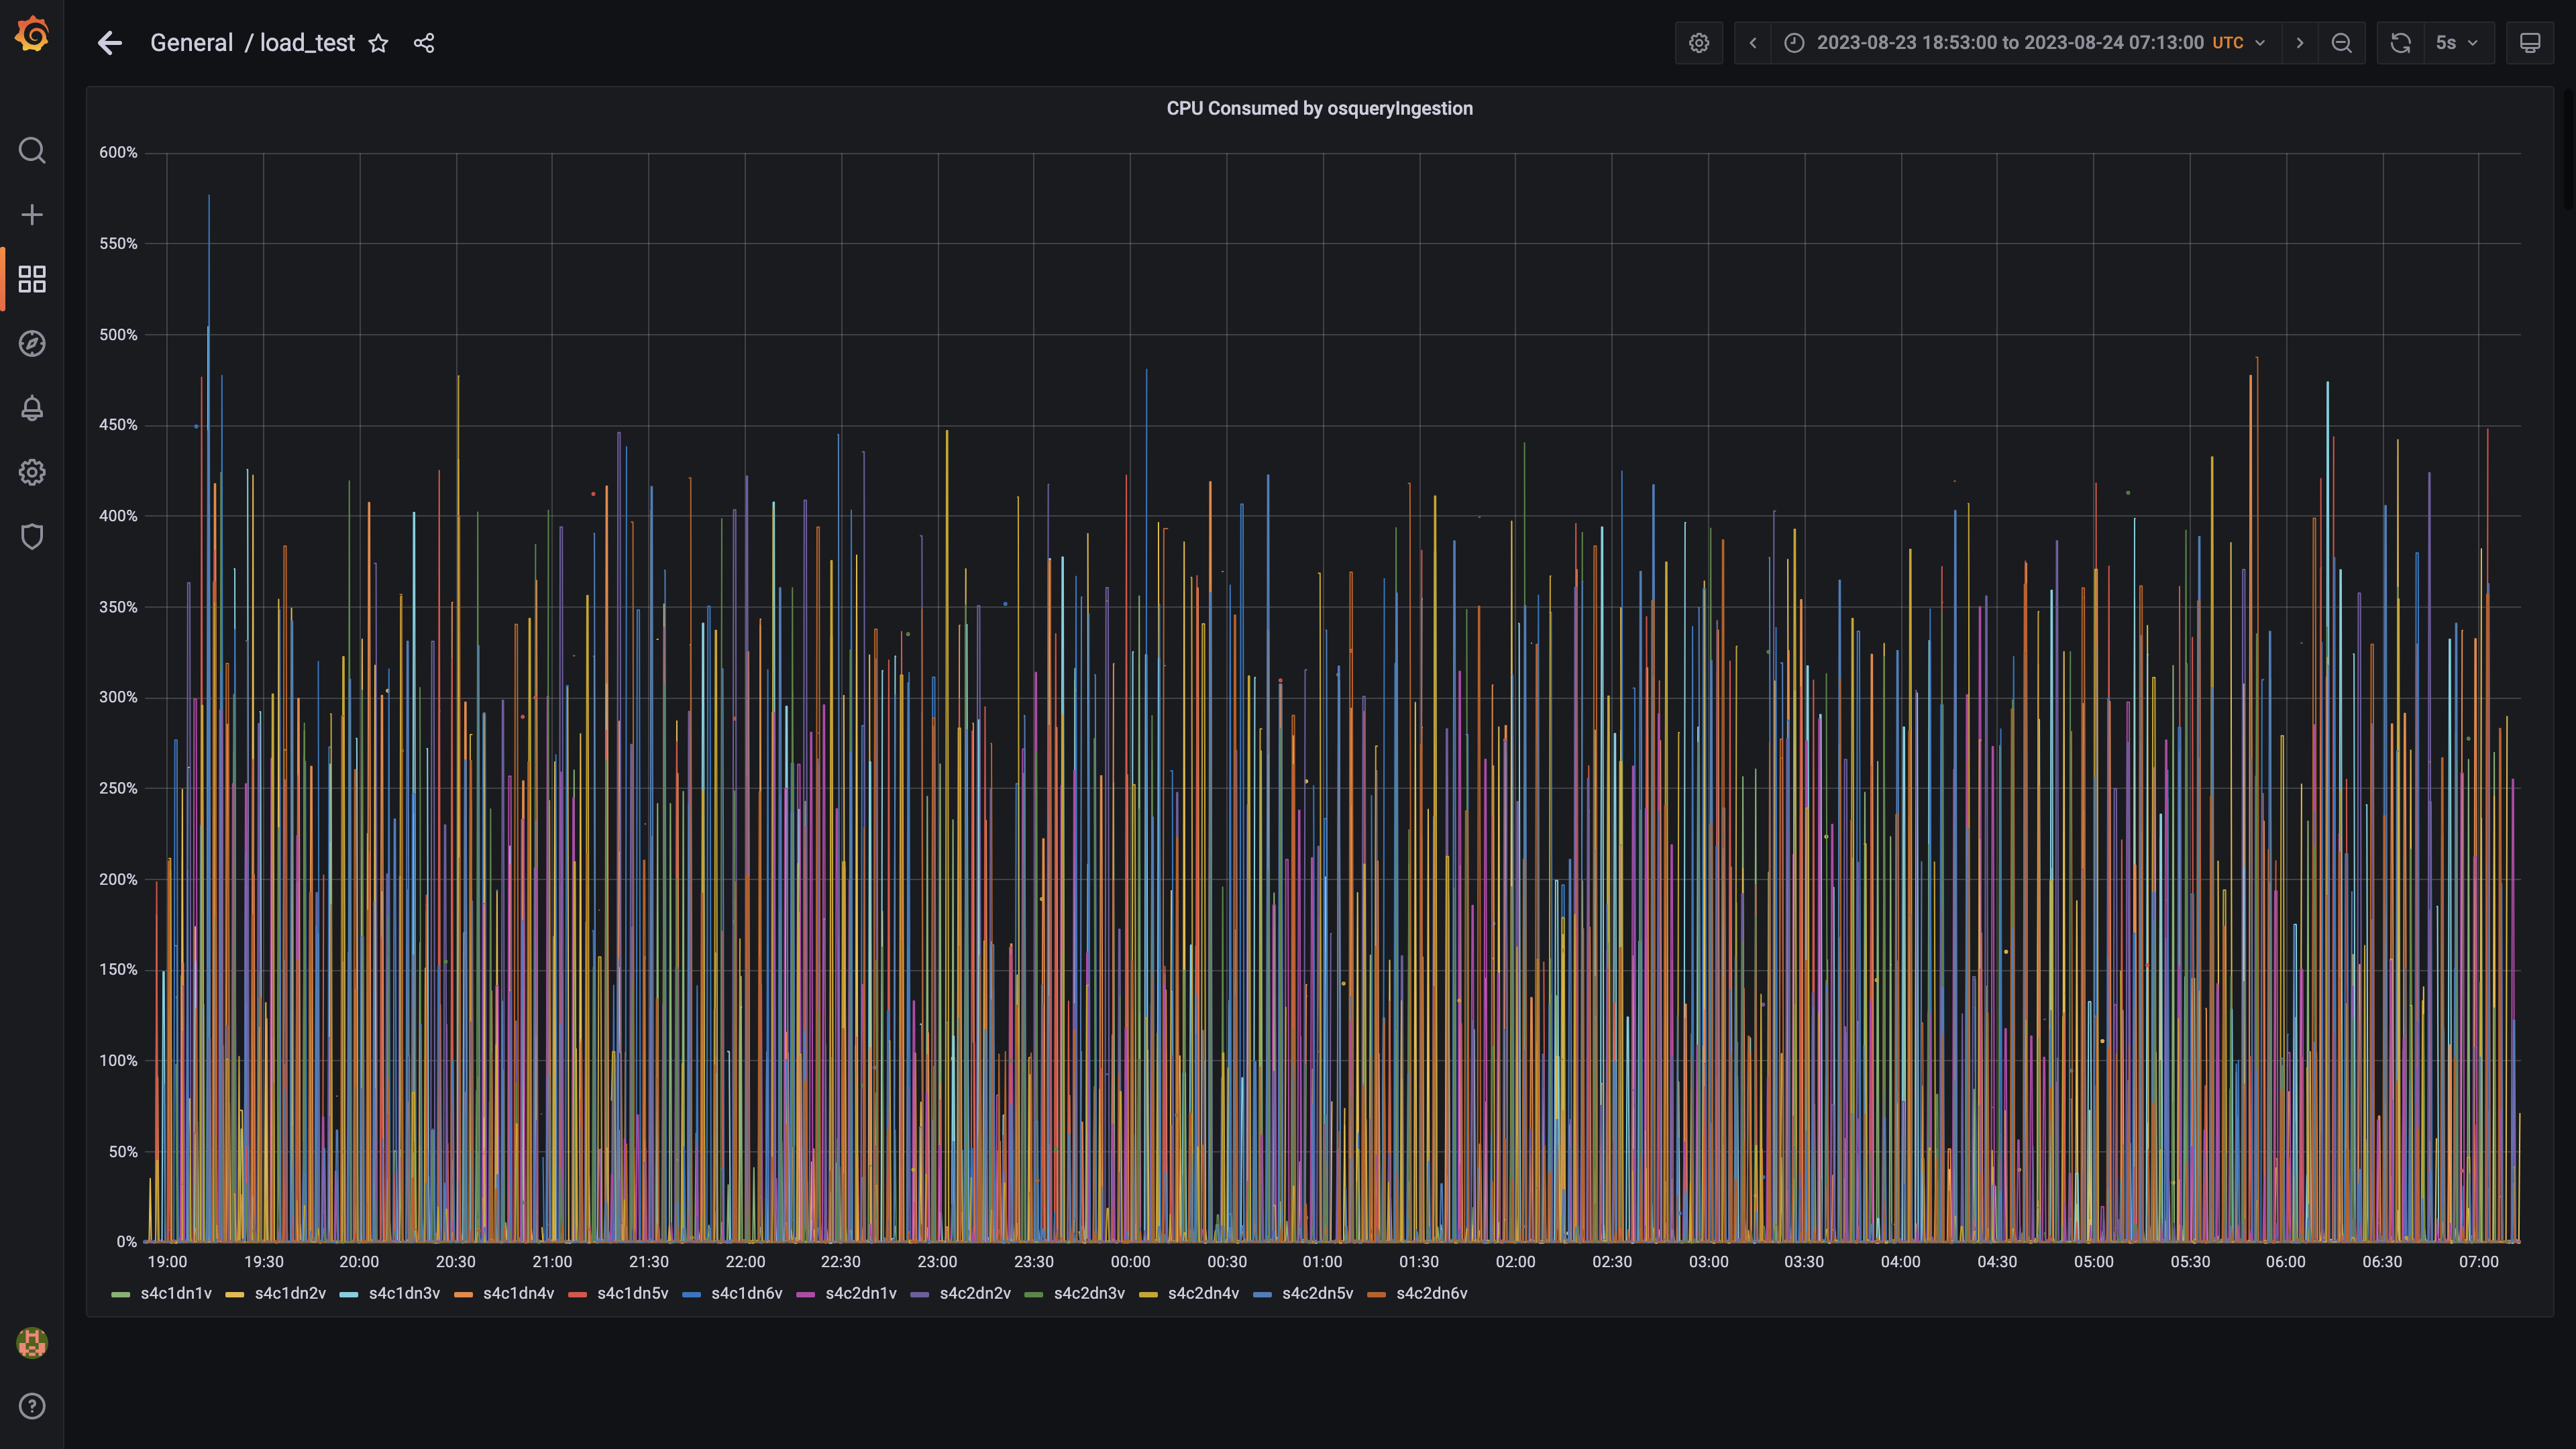 General / load_test
2023-08-23 18:53:00 to 2023-08-24 07:13:00 UTC
5s
CPU Consumed by osqueryIngestion
600%
550%
500%
450%
400%
350%
300%
250%
200%
150%
100%
50%
0%
19:00 19:30 20:00 20:30 21:00 21:30 22:00 22:30 23:00 23:30 00:00 00:30 01:00 01:30 02:00 02:30 03:00 03:30 04:00 04:30 05:00 05:30 06:00 06:30 07:00
s4c1dn1v s4c1dn2v s4c1dn3v s4c1dn4v s4c1dn5v s4c1dn6v s4c2dn1v s4c2dn2v s4c2dn3v s4c2dn4v s4c2dn5v s4c2dn6v